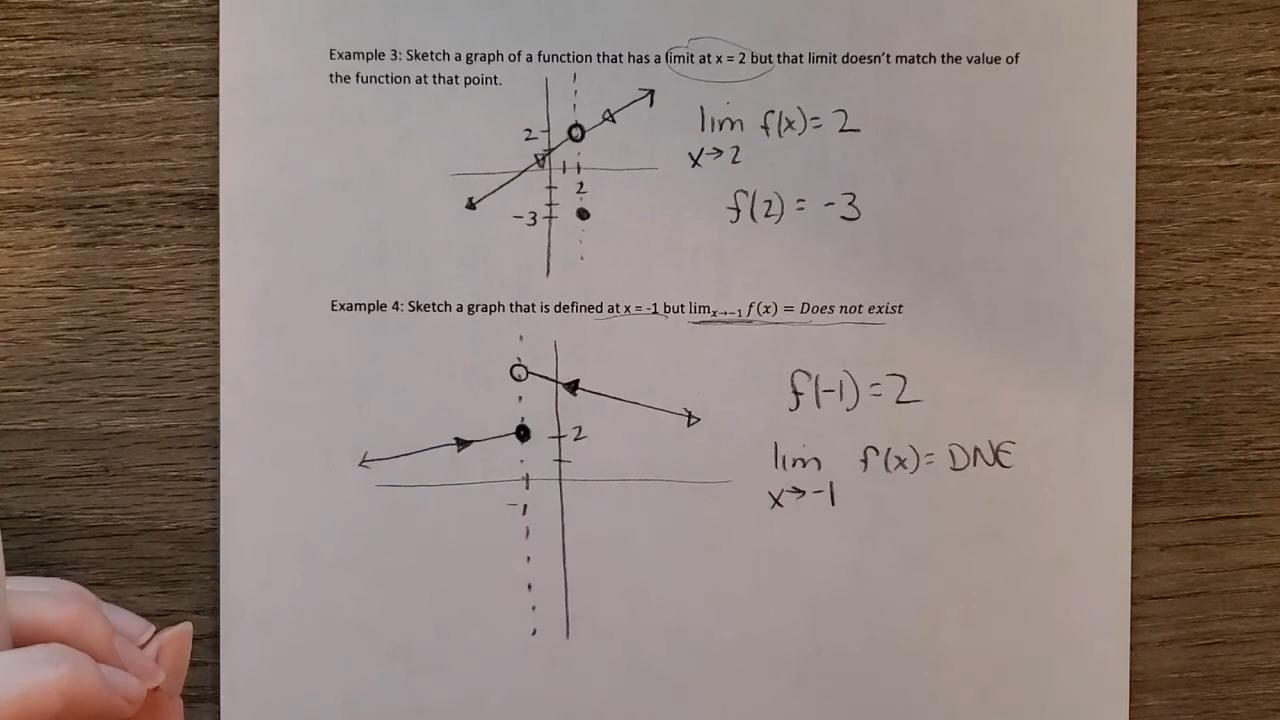 Example 3: Sketch a graph of a function that has a limit at x = 2 but that limit doesn't match the value of
the function at that point.
lim f(x) = 2
x→2
2
2
-3
f(2) = -3
Example 4: Sketch a graph that is defined at x = -1 but lim x→−1 f(x) = Does not exist
f(-1) = 2
2
lim f(x) = DNE
x→-1
-1